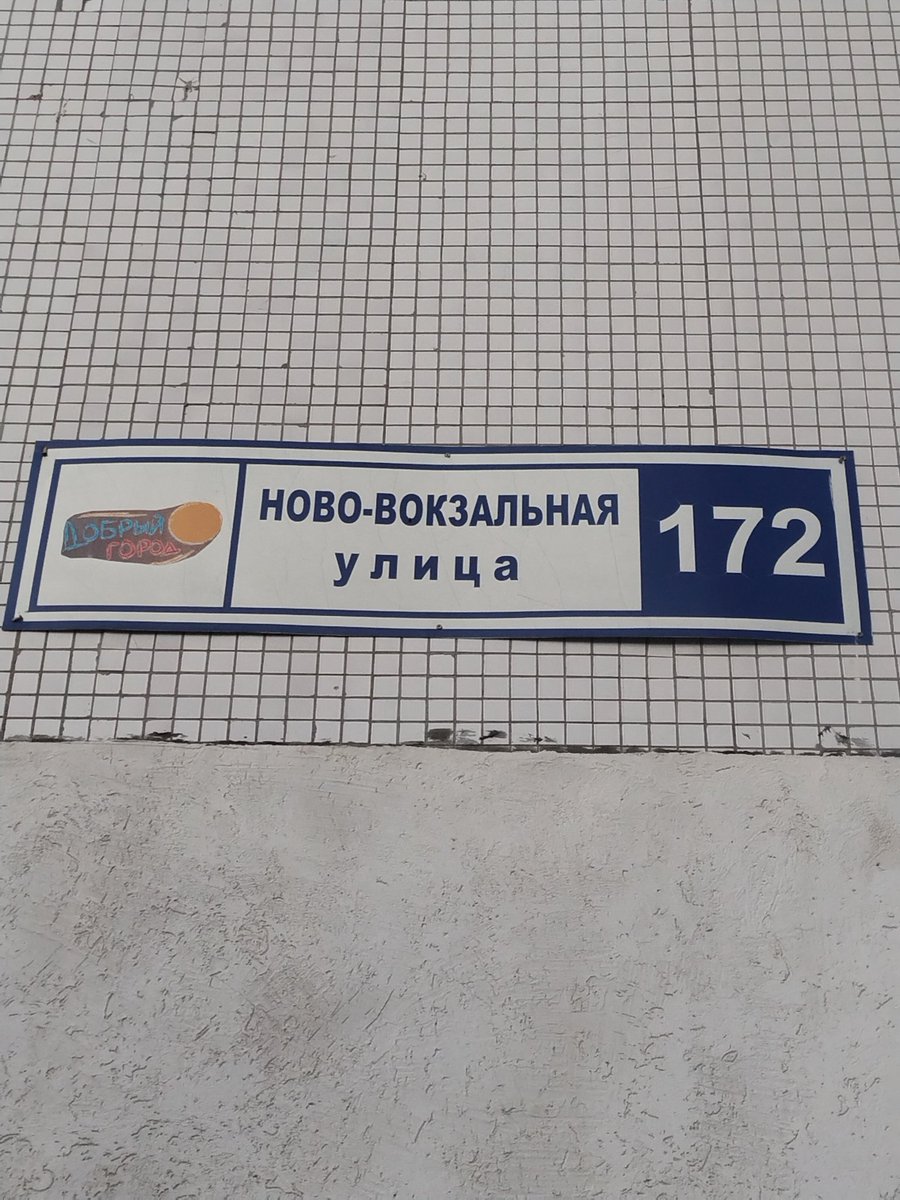 ДОБРЫЙ
ГОРОД
НОВО-ВОКЗАЛЬНАЯ
улица
172